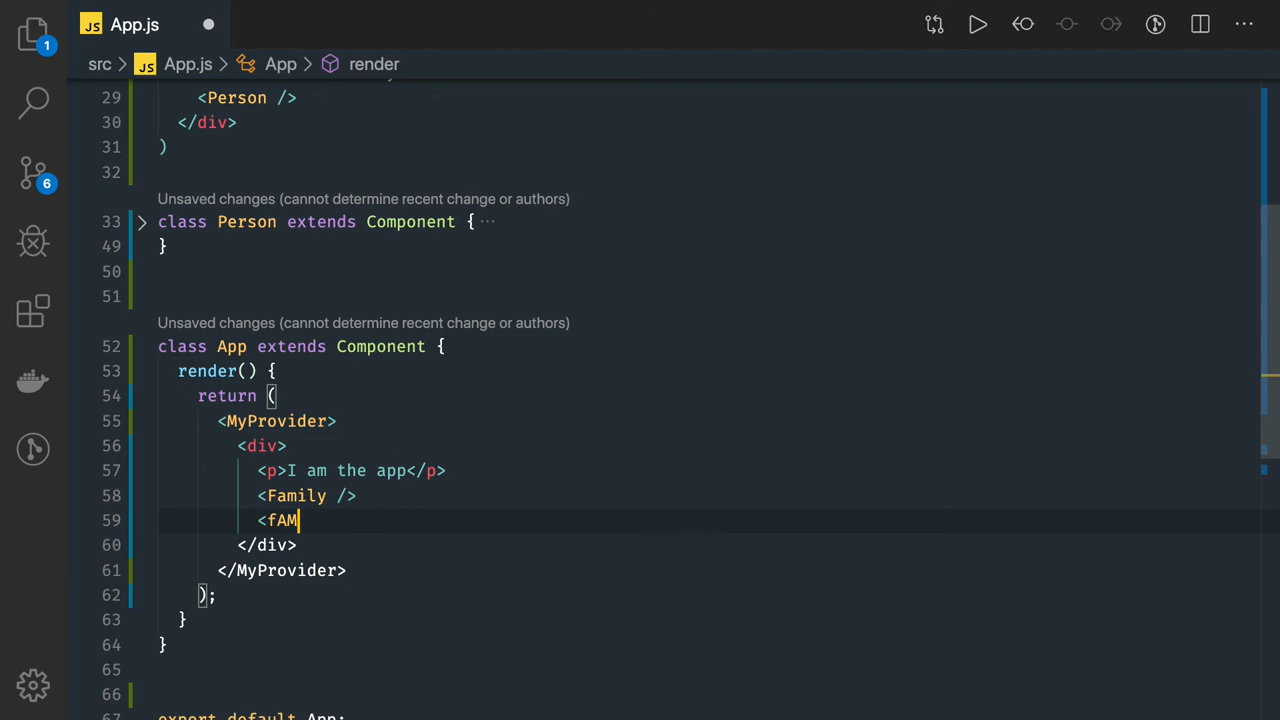 JS App.js
1
src > JS App.js > App > render
29 <Person />
30 </div>
31 )
32
Unsaved changes (cannot determine recent change or authors)
33 class Person extends Component { ···
49 }
50
51
Unsaved changes (cannot determine recent change or authors)
52 class App extends Component {
53 render() {
54 return (
55 <MyProvider>
56 <div>
57 <p>I am the app</p>
58 <Family />
59 <fAM
60 </div>
61 </MyProvider>
62 );
63 }
64 }
65
66
67 export default App;
6